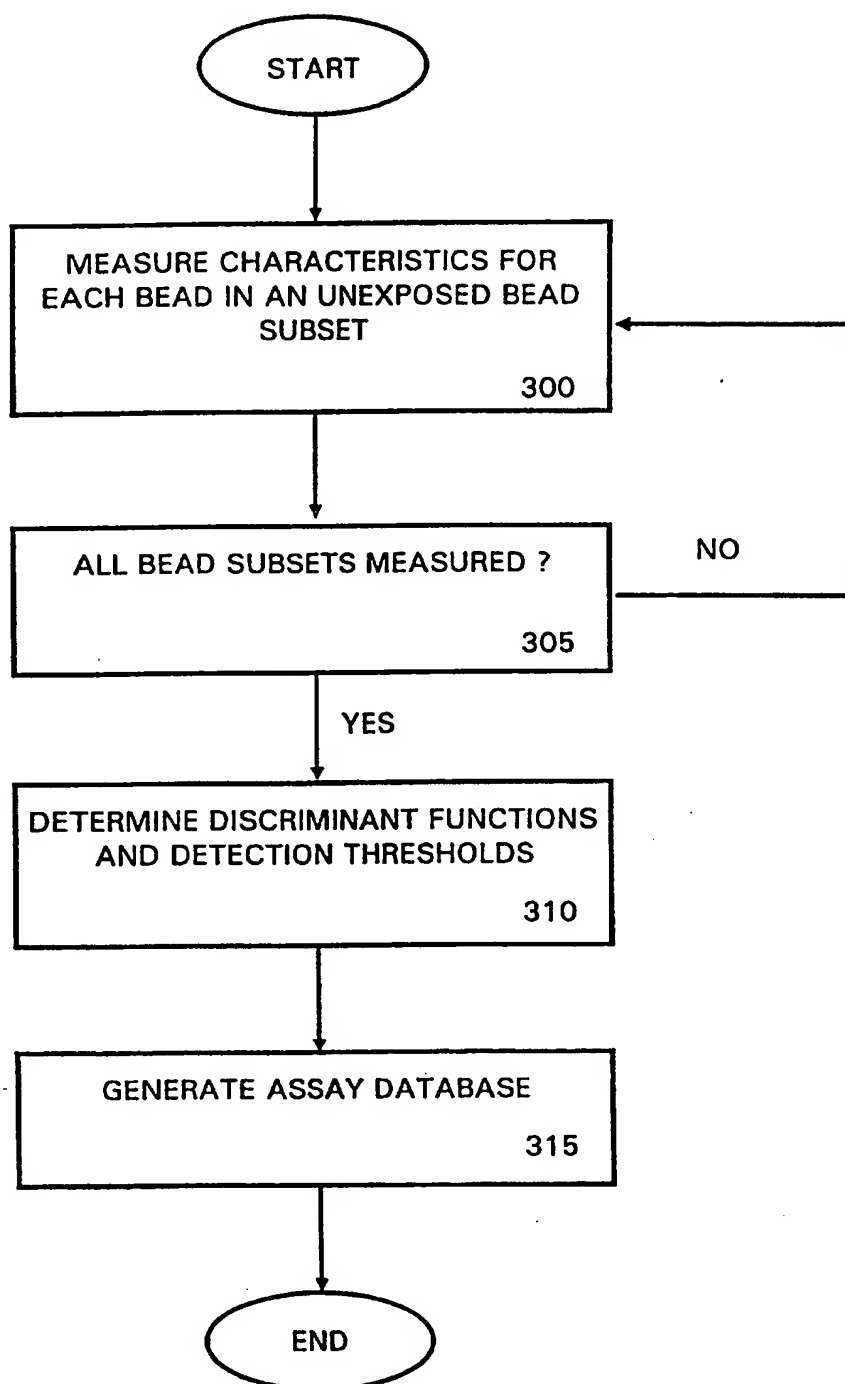 START
MEASURE CHARACTERISTICS FOR
EACH BEAD IN AN UNEXPOSED BEAD
SUBSET
300
ALL BEAD SUBSETS MEASURED ?
NO
305
YES
DETERMINE DISCRIMINANT FUNCTIONS
AND DETECTION THRESHOLDS
310
GENERATE ASSAY DATABASE
315
END